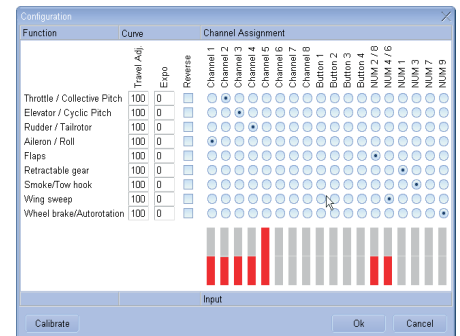 Configuration
Function Curve Channel Assignment
Travel Adj. Expo Reverse Channel 1 Channel 2 Channel 3 Channel 4 Channel 5 Channel 6 Channel 7 Channel 8 Button 1 Button 2 Button 3 Button 4 NUM 2 / 8 NUM 4 / 6 NUM 1 NUM 3 NUM 7 NUM 9
Throttle / Collective Pitch 100 0
Elevator / Cyclic Pitch 100 0
Rudder / Tailrotor 100 0
Aileron / Roll 100 0
Flaps 100 0
Retractable gear 100 0
Smoke/Tow hook 100 0
Wing sweep 100 0
Wheel brake/Autorotation 100 0
Input
Calibrate Ok Cancel